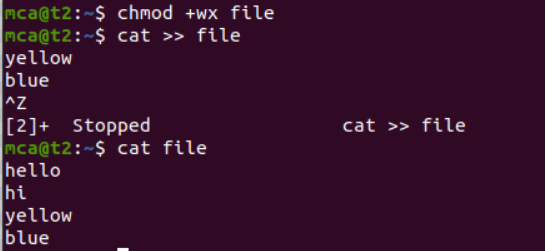 mca@t2:~$ chmod +wx file
mca@t2:~$ cat >> file
yellow
blue
^Z
[2]+  Stopped                 cat >> file
mca@t2:~$ cat file
hello
hi
yellow
blue